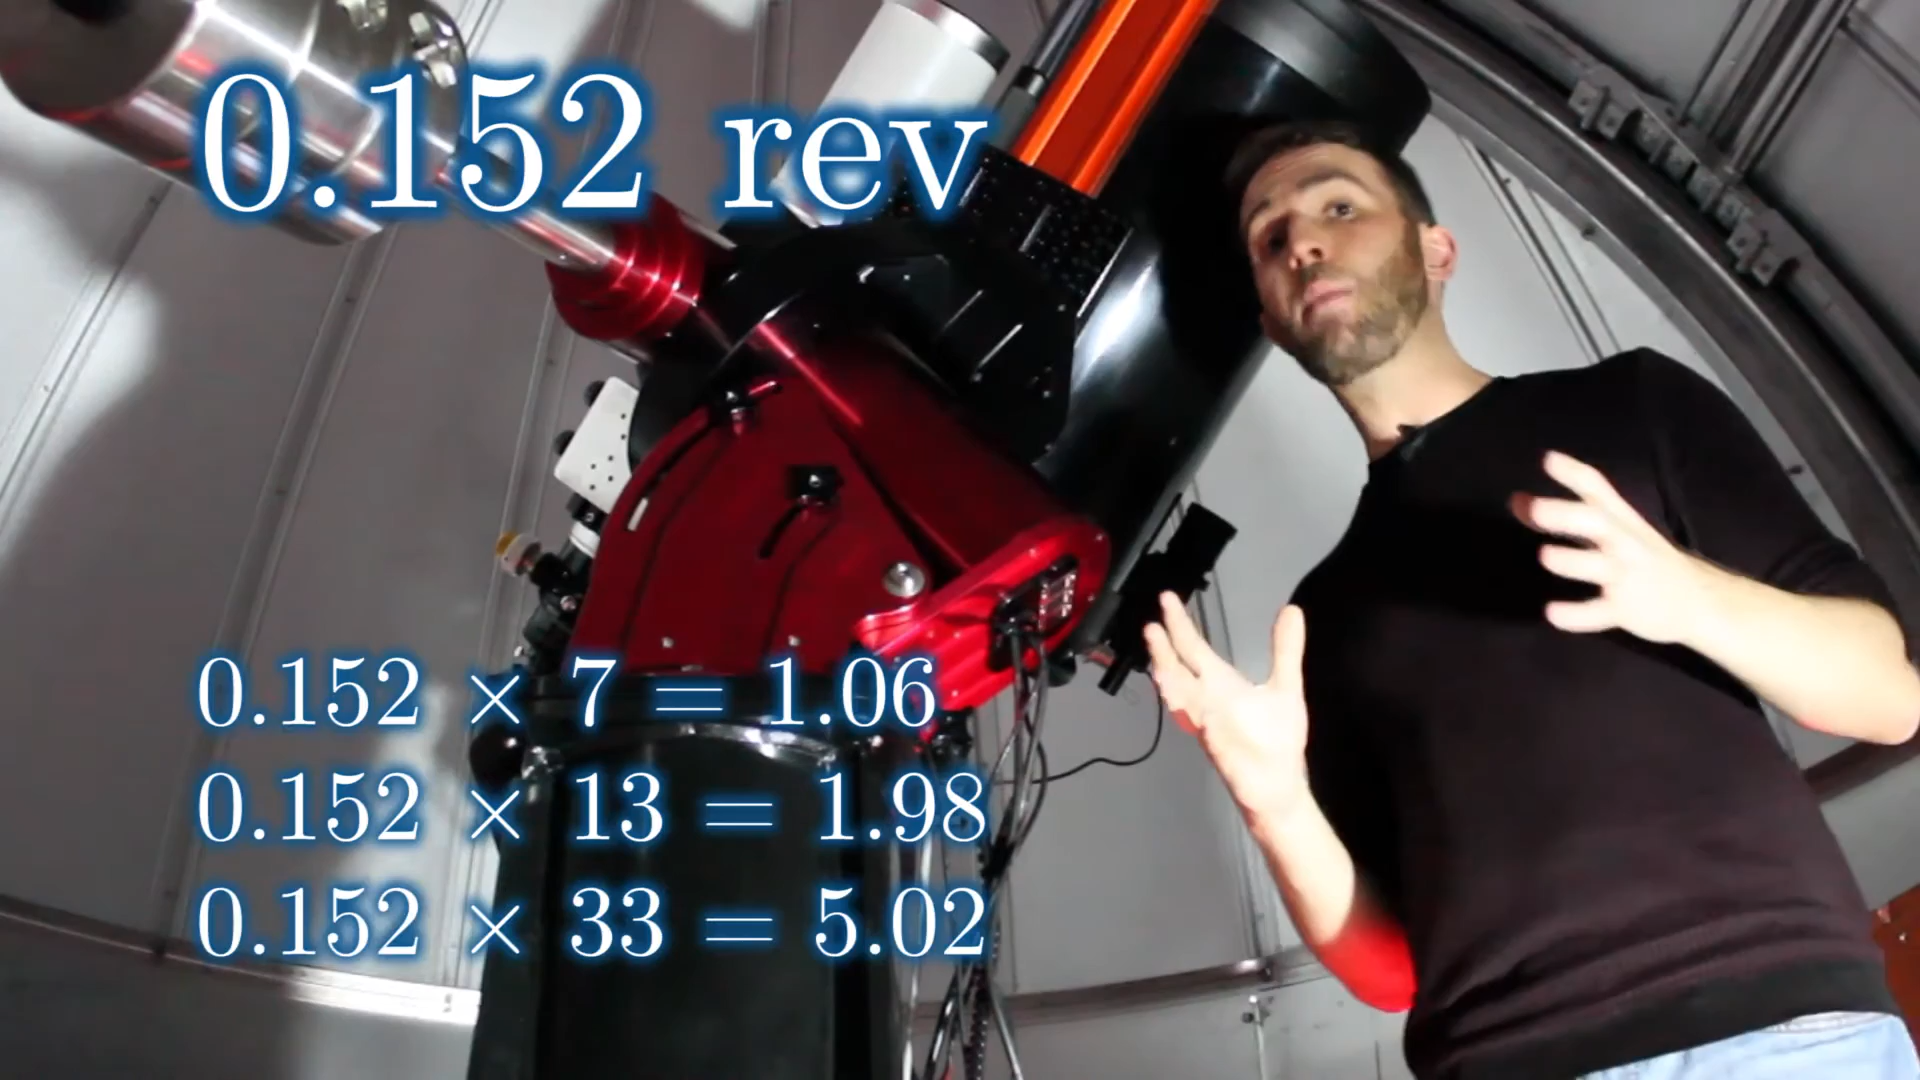 0.152 rev
0.152 × 7 = 1.06
0.152 × 13 = 1.98
0.152 × 33 = 5.02